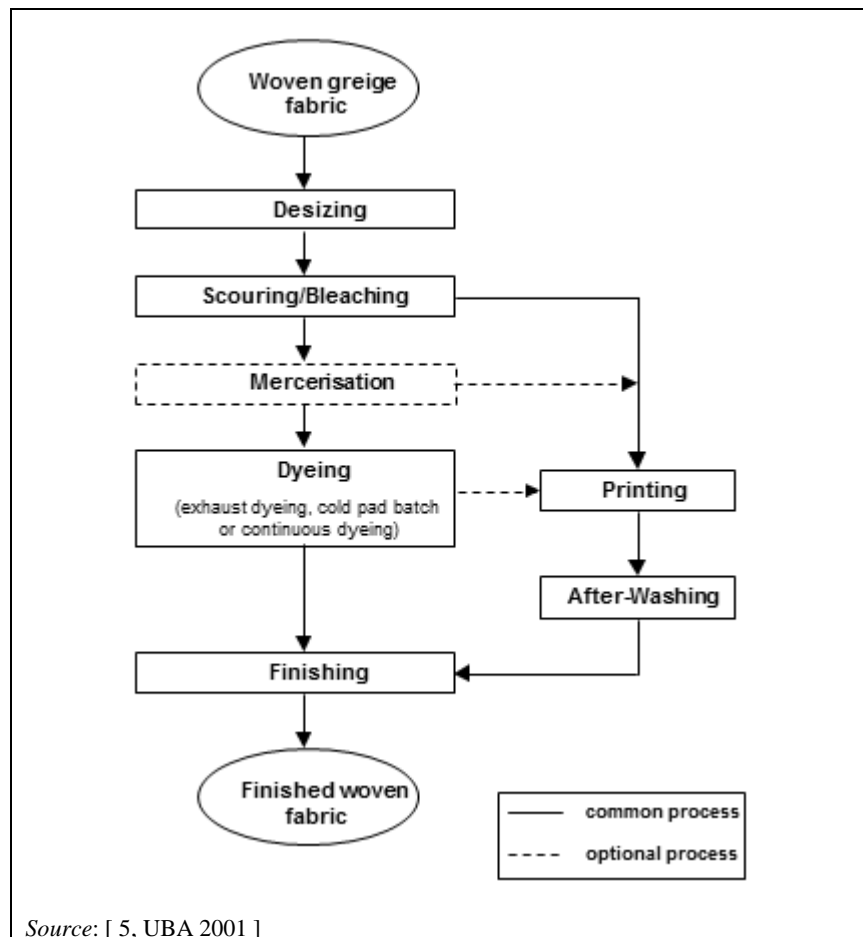 Woven greige
fabric
Desizing
Scouring/Bleaching
Mercerisation
Dyeing
(exhaust dyeing, cold pad batch
or continuous dyeing)
Printing
After-Washing
Finishing
Finished woven
fabric
common process
optional process
Source: [ 5, UBA 2001 ]